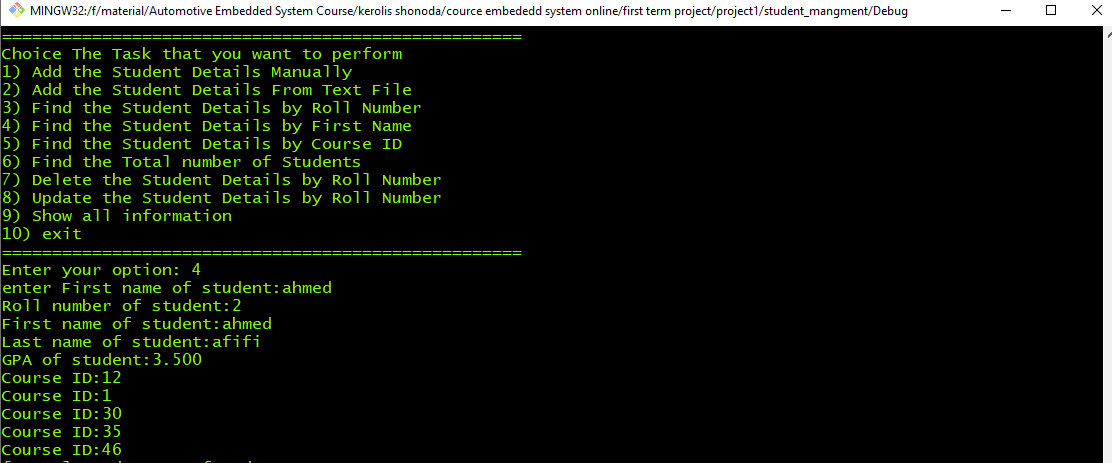 MINGW32:/f/material/Automotive Embedded System Course/kerolis shonoda/cource embededd system online/first term project/project1/student_mangment/Debug
====================================================
Choice The Task that you want to perform
1) Add the Student Details Manually
2) Add the Student Details From Text File
3) Find the Student Details by Roll Number
4) Find the Student Details by First Name
5) Find the Student Details by Course ID
6) Find the Total number of Students
7) Delete the Student Details by Roll Number
8) Update the Student Details by Roll Number
9) Show all information
10) exit
====================================================
Enter your option: 4
enter First name of student:ahmed
Roll number of student:2
First name of student:ahmed
Last name of student:afifi
GPA of student:3.500
Course ID:12
Course ID:1
Course ID:30
Course ID:35
Course ID:46